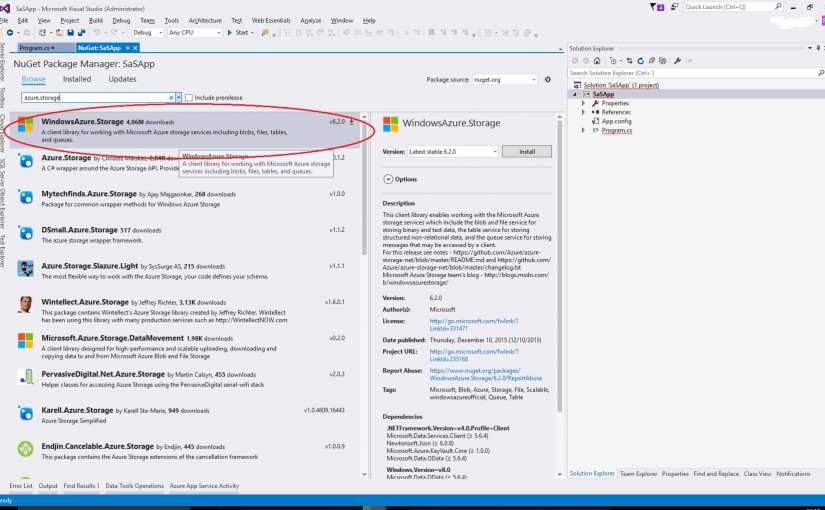 SaSApp - Microsoft Visual Studio (Administrator)
Quick Launch (Ctrl+Q)
File Edit View Project Build Debug Team Tools Architecture Test Web Essentials Analyze Window Help
Debug Any CPU Start
Program.cs NuGet: SaSApp
NuGet Package Manager: SaSApp
Browse Installed Updates
Package source: nuget.org
azure.storage
Include prerelease
WindowsAzure.Storage 4.06M downloads v6.2.0
A client library for working with Microsoft Azure storage services including blobs, files, tables,
and queues.
Azure.Storage by Christos Matskas,
A C# wrapper around the Azure Storage API. Provide
WindowsAzure.Storage
A client library for working with Microsoft Azure storage
services including blobs, files, tables, and queues.
Mytechfinds.Azure.Storage by Ajay Majgaonkar, 268 downloads v1.0.0
Package for common wrapper methods for Windows Azure Storage
DSmall.Azure.Storage 517 downloads v1.1.2
The azure storage wrapper framework.
Azure.Storage.Slazure.Light by SysSurge AS, 215 downloads v1.1.1
The most flexible way to work with the Azure Storage, your code defines your schema.
Wintellect.Azure.Storage by Jeffrey Richter, 3.13K downloads v1.6.0.1
This package contains Wintellect's Azure Storage library created by Jeffrey Richter. Wintellect
has been using this library with many production services such as http://WintellectNOW.com
Microsoft.Azure.Storage.DataMovement 1.98K downloads v0.2.0
A client library designed for high-performance and scalable uploading, downloading and
copying data to and from Microsoft Azure Blob and File Storage
PervasiveDigital.Net.Azure.Storage by Martin Calsyn, 455 downloads v2.0.3
Helper classes for accessing Azure Storage using the PervasiveDigital serial-wifi stack
Karell.Azure.Storage by Karell Ste-Marie, 949 downloads v1.0.4609.16443
Azure Storage Simplified
Endjin.Cancelable.Azure.Storage by Endjin, 445 downloads v1.0.0.9
This package contains the Azure Storage extensions of the cancellation framework
WindowsAzure.Storage
Version: Latest stable 6.2.0 Install
Options
Description
This client library enables working with the Microsoft Azure
storage services which include the blob and file service for
storing binary and text data, the table service for storing
structured non-relational data, and the queue service for storing
messages that may be accessed by a client.
For this release see notes - https://github.com/Azure/azure-
storage-net/blob/master/README.md and https://github.com/
Azure/azure-storage-net/blob/master/changelog.txt
Microsoft Azure Storage team's blog - http://blogs.msdn.com/
b/windowsazurestorage/
Version: 6.2.0
Author(s): Microsoft
License: http://go.microsoft.com/fwlink/?
LinkId=331471
Date published: Thursday, December 10, 2015 (12/10/2015)
Project URL: http://go.microsoft.com/fwlink/?
LinkId=235168
Report Abuse: https://www.nuget.org/packages/
WindowsAzure.Storage/6.2.0/ReportAbuse
Tags: Microsoft, Blob, Azure, Storage, File, Scalable,
windowsazureofficial, Queue, Table
Dependencies
.NETFramework,Version=v4.0,Profile=Client
Microsoft.Data.Services.Client (≥ 5.6.4)
Newtonsoft.Json (≥ 6.0.8)
Microsoft.Azure.KeyVault.Core (≥ 1.0.0)
Microsoft.Data.OData (≥ 5.6.4)
Windows,Version=v8.0
Solution Explorer
Search Solution Explorer (Ctrl+')
Solution 'SaSApp' (1 project)
SaSApp
Properties
References
App.config
Program.cs
Solution Explorer Team Explorer Properties Find and Replace Class View Notifications
Server Explorer
Toolbox
Cloud Explorer
SQL Server Object Explorer
Test Explorer
Error List Output Find Results 1 Data Tools Operations Azure App Service Activity